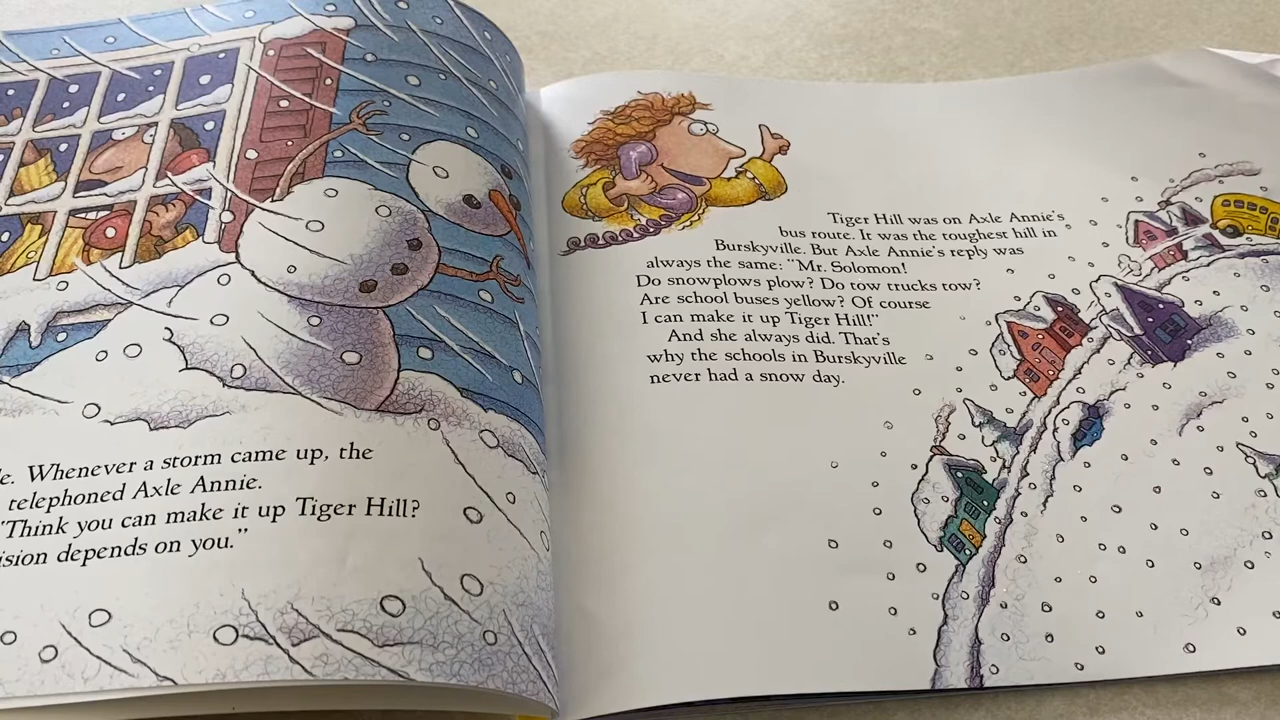 Whenever a storm came up, the
telephoned Axle Annie.
"Think you can make it up Tiger Hill?
depends on you."
Tiger Hill was on Axle Annie's
bus route. It was the toughest hill in
Burskyville. But Axle Annie's reply was
always the same: "Mr. Solomon!
Do snowplows plow? Do tow trucks tow?
Are school buses yellow? Of course
I can make it up Tiger Hill!"
And she always did. That's
why the schools in Burskyville
never had a snow day.